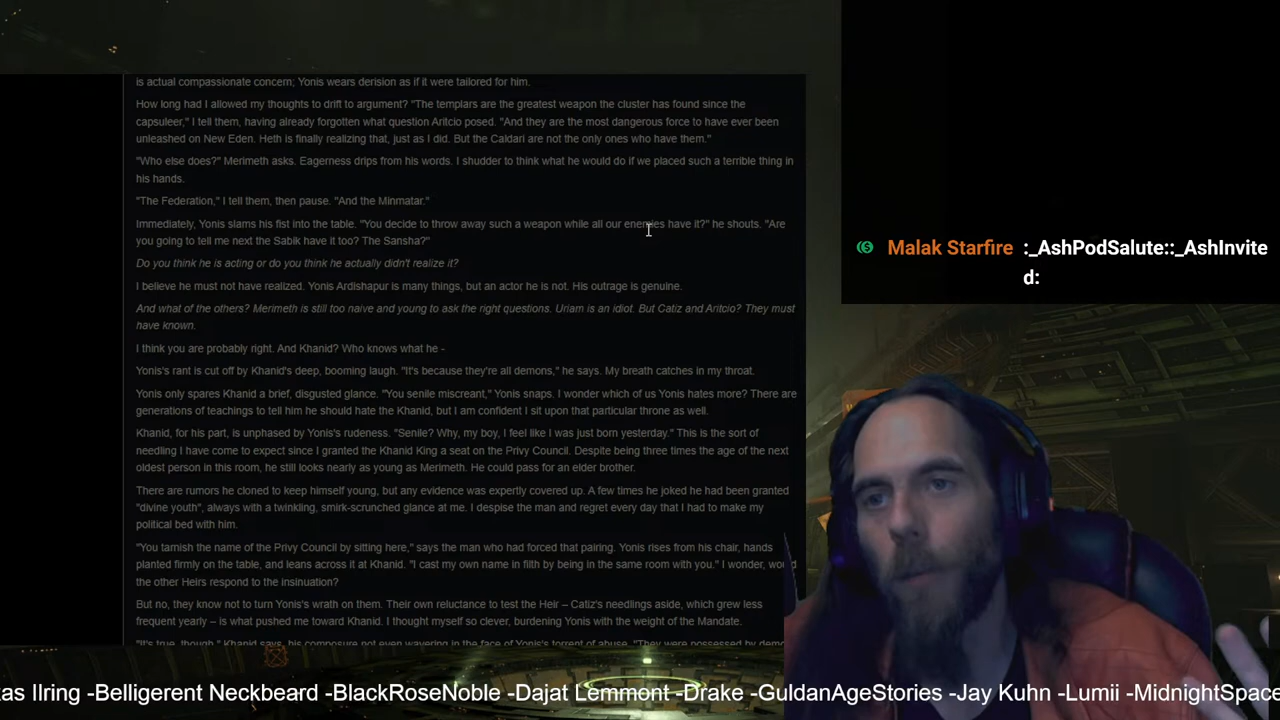 is actual compassionate concern; Yonis wears derision as if it were tailored for him.
How long had I allowed my thoughts to drift to argument? "The templars are the greatest weapon the cluster has found since the
capsuleer," I tell them, having already forgotten what question Aritcio posed. "And they are the most dangerous force to have ever been
unleashed on New Eden. Heth is finally realizing that, just as I did. But the Caldari are not the only ones who have them."
"Who else does?" Merimeth asks. Eagerness drips from his words. I shudder to think what he would do if we placed such a terrible thing in
his hands.
"The Federation," I tell them, then pause. "And the Minmatar."
Immediately, Yonis slams his fist into the table. "You decide to throw away such a weapon while all our enemies have it?" he shouts. "Are
you going to tell me next the Sabik have it too? The Sansha?"
Do you think he is acting or do you think he actually didn't realize it?
I believe he must not have realized. Yonis Ardishapur is many things, but an actor he is not. His outrage is genuine.
And what of the others? Merimeth is still too naive and young to ask the right questions. Uriam is an idiot. But Catiz and Aritcio? They must
have known.
I think you are probably right. And Khanid? Who knows what he -
Yonis's rant is cut off by Khanid's deep, booming laugh. "It's because they're all demons," he says. My breath catches in my throat.
Yonis only spares Khanid a brief, disgusted glance. "You senile miscreant," Yonis snaps. I wonder which of us Yonis hates more? There are
generations of teachings to tell him he should hate the Khanid, but I am confident I sit upon that particular throne as well.
Khanid, for his part, is unphased by Yonis's rudeness. "Senile? Why, my boy, I feel like I was just born yesterday." This is the sort of
needling I have come to expect since I granted the Khanid King a seat on the Privy Council. Despite being three times the age of the next
oldest person in this room, he still looks nearly as young as Merimeth. He could pass for an elder brother.
There are rumors he cloned to keep himself young, but any evidence was expertly covered up. A few times he joked he had been granted
"divine youth", always with a twinkling, smirk-scrunched glance at me. I despise the man and regret every day that I had to make my
political bed with him.
"You tarnish the name of the Privy Council by sitting here," says the man who had forced that pairing. Yonis rises from his chair, hands
planted firmly on the table, and leans across it at Khanid. "I cast my own name in filth by being in the same room with you." I wonder, would
the other Heirs respond to the insinuation?
But no, they know not to turn Yonis's wrath on them. Their own reluctance to test the Heir – Catiz's needlings aside, which grew less
frequent yearly – is what pushed me toward Khanid. I thought myself so clever, burdening Yonis with the weight of the Mandate.
"It's true, though," Khanid says, his composure not even wavering in the face of Yonis's torrent of abuse. "They were possessed by
Malak Starfire :_AshPodSalute::_AshInvite
d:
kas Ilring -Belligerent Neckbeard -BlackRoseNoble -Dajat Lemmont -Drake -GuldanAgeStories -Jay Kuhn -Lumii -MidnightSpace